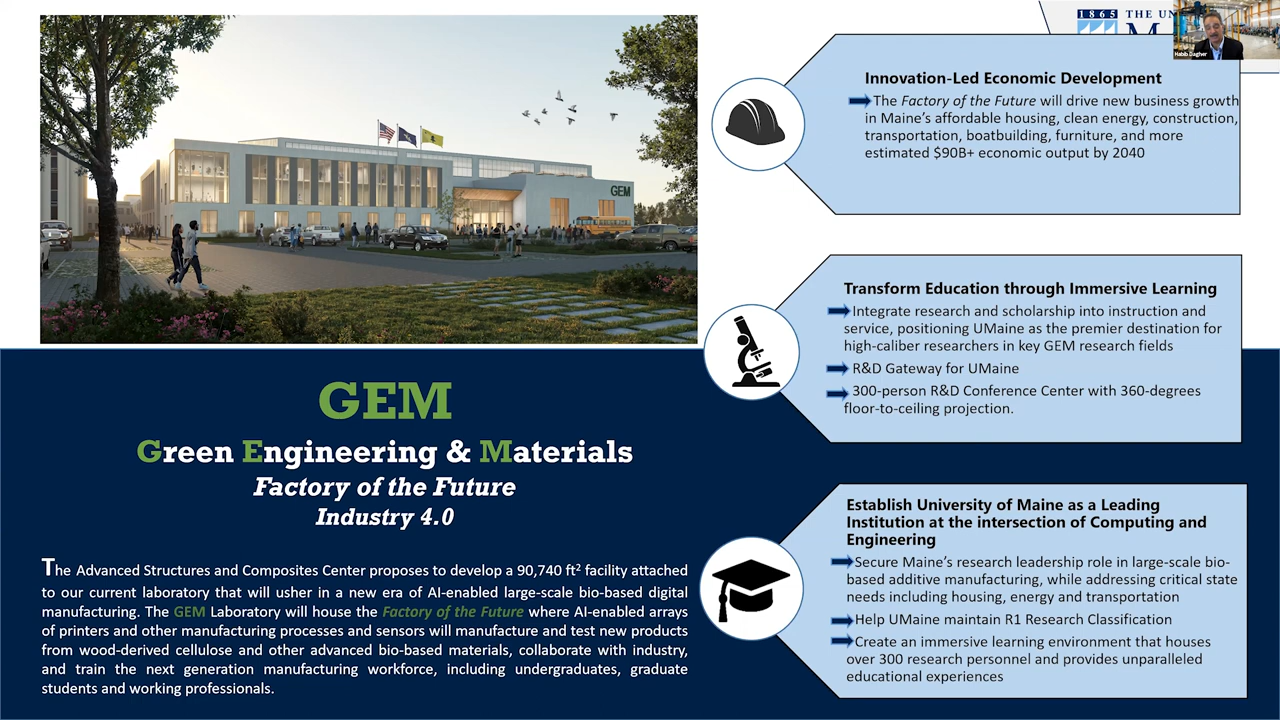 1865 THE UN
Habib Dagher
GEM
GEM
Green Engineering & Materials
Factory of the Future
Industry 4.0
The Advanced Structures and Composites Center proposes to develop a 90,740 ft² facility attached
to our current laboratory that will usher in a new era of AI-enabled large-scale bio-based digital
manufacturing. The GEM Laboratory will house the Factory of the Future where AI-enabled arrays
of printers and other manufacturing processes and sensors will manufacture and test new products
from wood-derived cellulose and other advanced bio-based materials, collaborate with industry,
and train the next generation manufacturing workforce, including undergraduates, graduate
students and working professionals.
Innovation-Led Economic Development
The Factory of the Future will drive new business growth
in Maine's affordable housing, clean energy, construction,
transportation, boatbuilding, furniture, and more
estimated $90B+ economic output by 2040
Transform Education through Immersive Learning
Integrate research and scholarship into instruction and
service, positioning UMaine as the premier destination for
high-caliber researchers in key GEM research fields
R&D Gateway for UMaine
300-person R&D Conference Center with 360-degrees
floor-to-ceiling projection.
Establish University of Maine as a Leading
Institution at the intersection of Computing and
Engineering
Secure Maine's research leadership role in large-scale bio-
based additive manufacturing, while addressing critical state
needs including housing, energy and transportation
Help UMaine maintain R1 Research Classification
Create an immersive learning environment that houses
over 300 research personnel and provides unparalleled
educational experiences